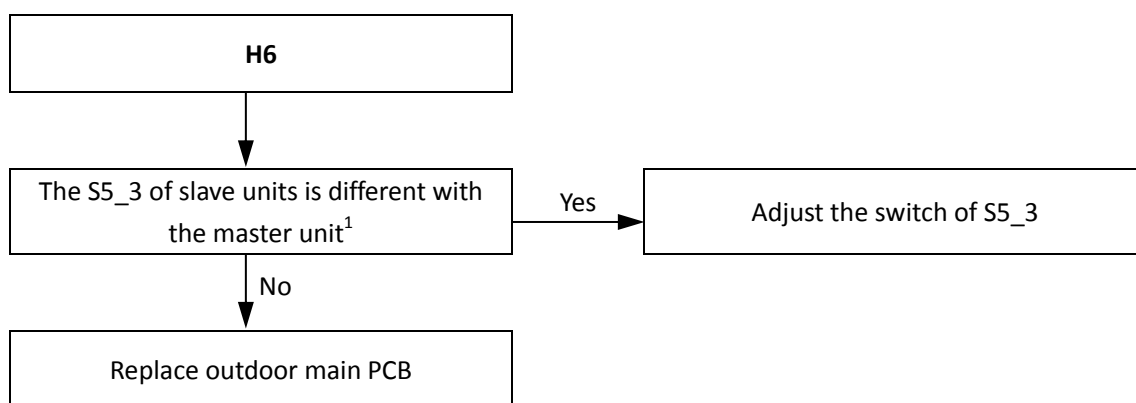 H6
The S5_3 of slave units is different with
the master unit¹
Yes
Adjust the switch of S5_3
No
Replace outdoor main PCB